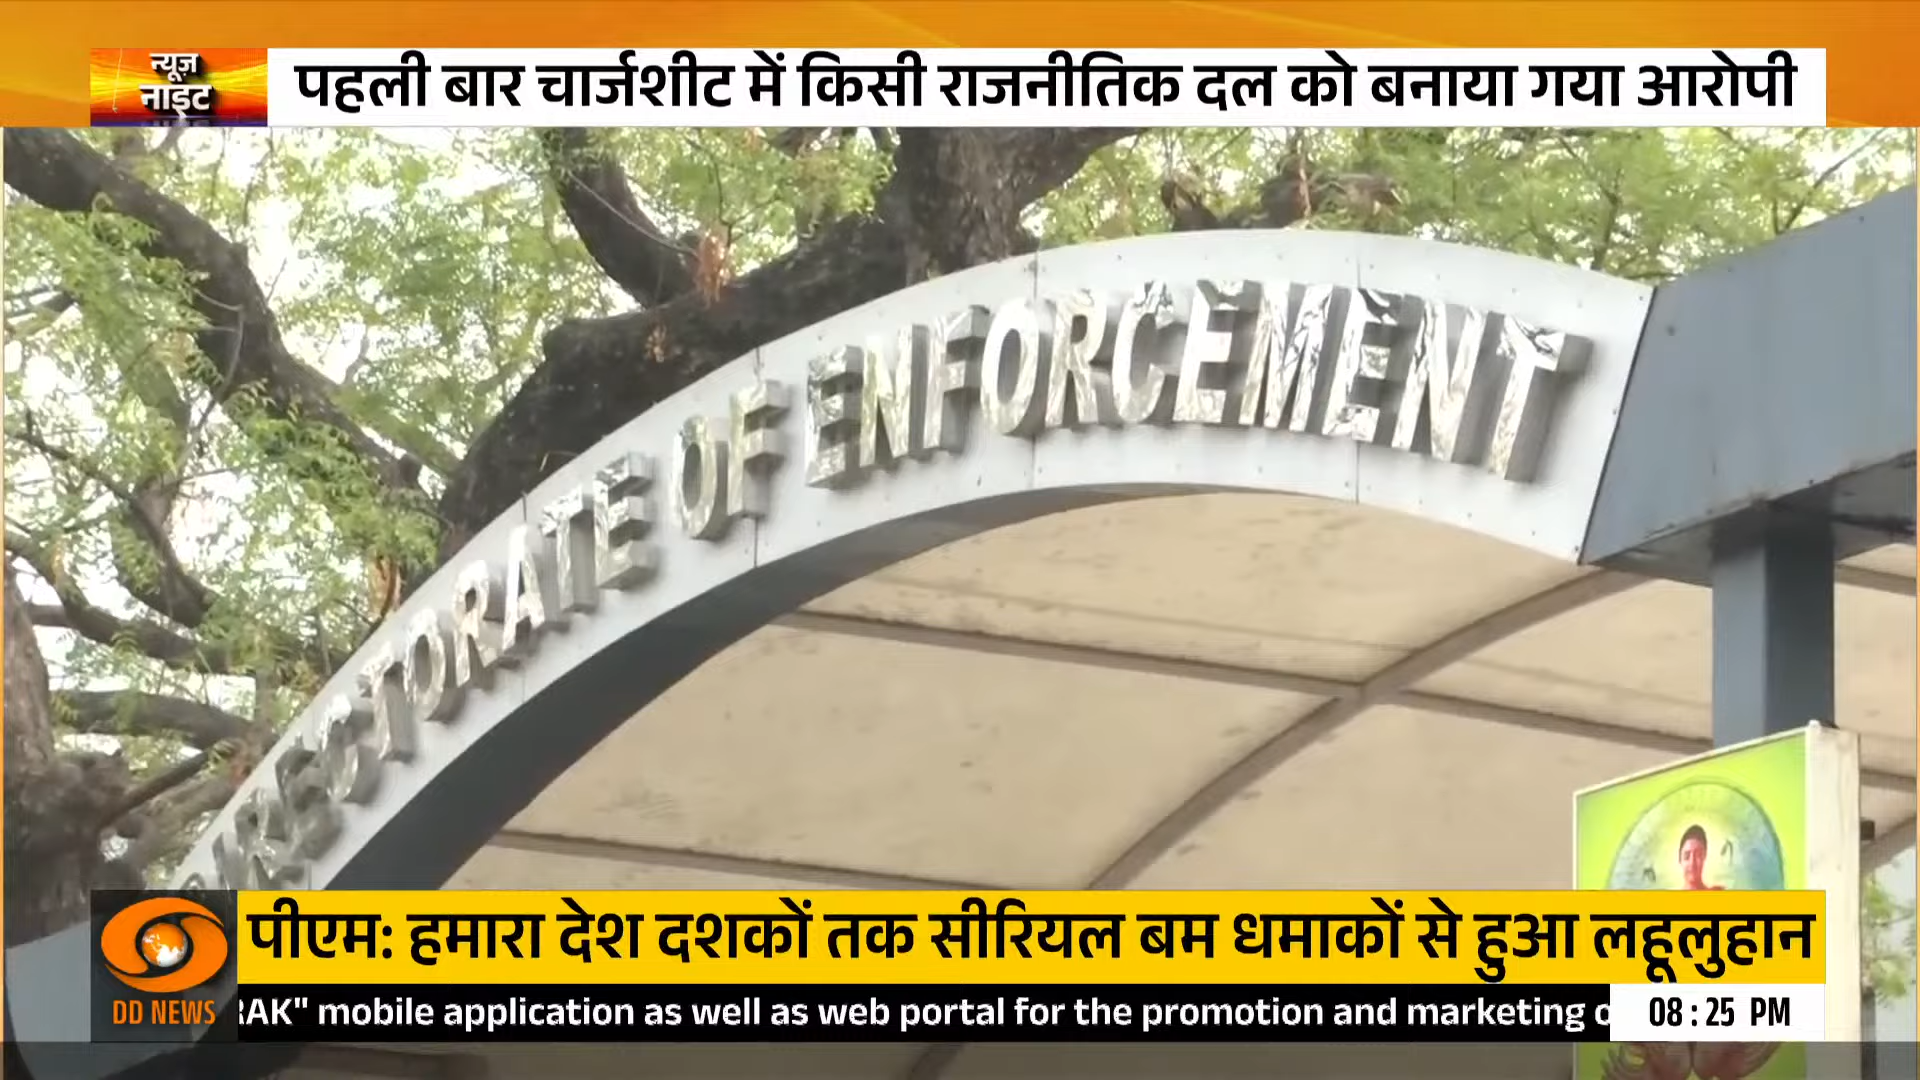 न्यूज़
नाइट
पहली बार चार्जशीट में किसी राजनीतिक दल को बनाया गया आरोपी
DIRECTORATE OF ENFORCEMENT
पीएम: हमारा देश दशकों तक सीरियल बम धमाकों से हुआ लहूलुहान
DD NEWS
RAK" mobile application as well as web portal for the promotion and marketing o
08 : 25 PM